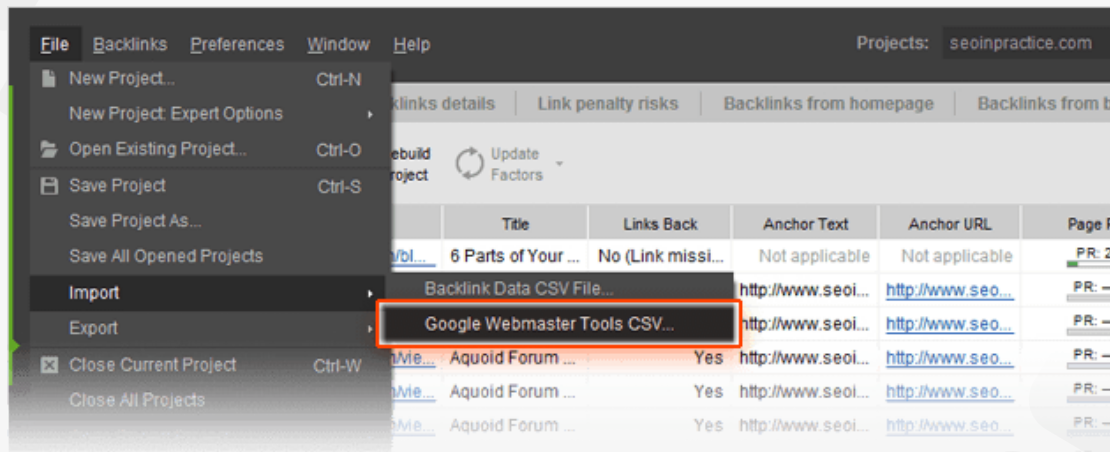 File Backlinks Preferences Window Help Projects: seoinpractice.com
New Project... Ctrl-N
New Project: Expert Options
Open Existing Project... Ctrl-O
Save Project Ctrl-S
Save Project As...
Save All Opened Projects
Import
Export
Close Current Project Ctrl-W
Close All Projects
Backlink Data CSV File...
Google Webmaster Tools CSV...
klinks details Link penalty risks Backlinks from homepage Backlinks from b
ebuild
roject
Update
Factors
Title Links Back Anchor Text Anchor URL Page
/bl... 6 Parts of Your ... No (Link missi... Not applicable Not applicable PR: 2
http://www.seoi... http://www.seo... PR: –
http://www.seoi... http://www.seo... PR: –
/vie... Aquoid Forum ... Yes http://www.seoi... http://www.seo... PR: –
/vie... Aquoid Forum ... Yes http://www.seoi... http://www.seo... PR: –
/vie... Aquoid Forum ... Yes http://www.seoi... http://www.seo... PR: –